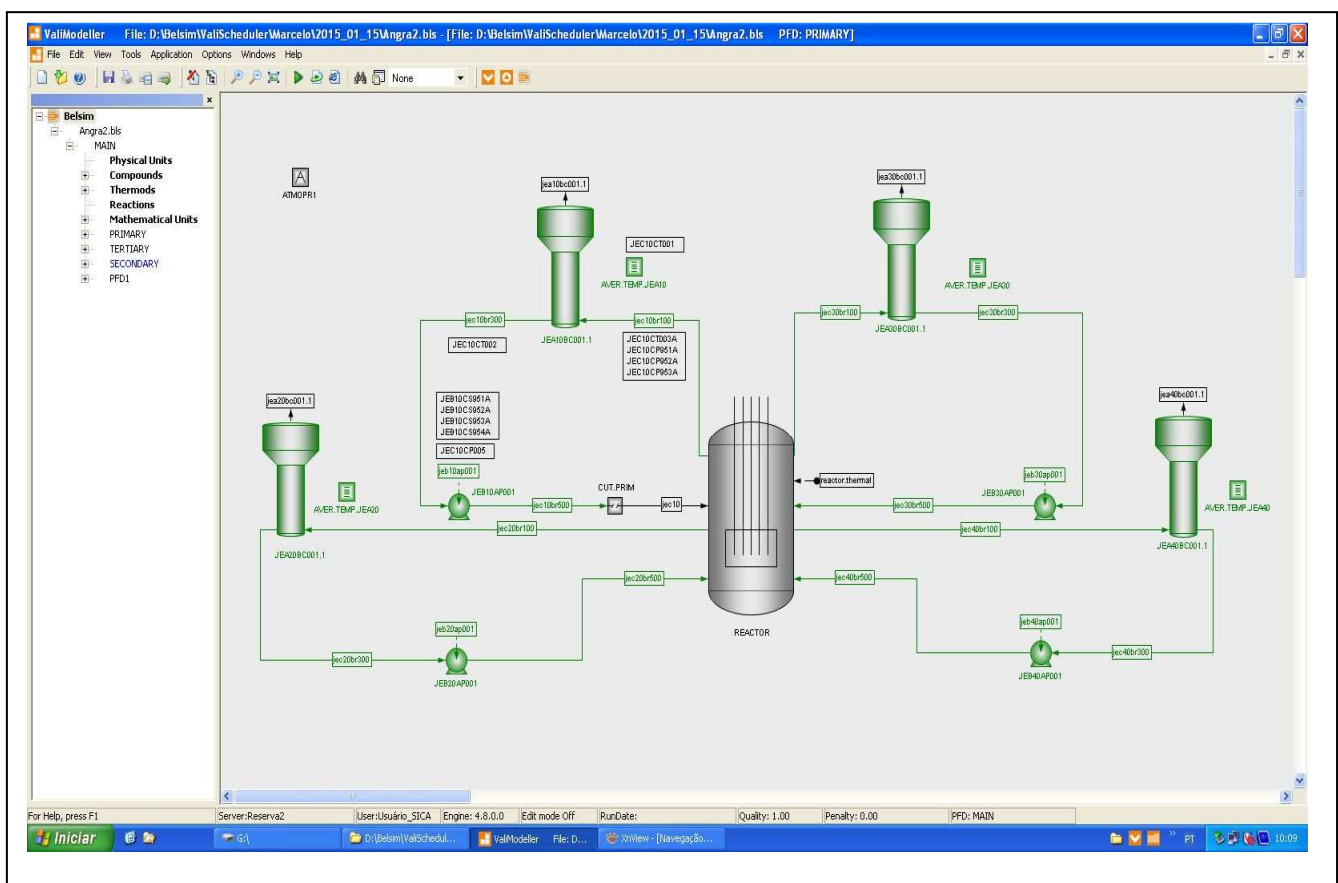 ValiModeller File: D:\Belsim\ValiScheduler\Marcelo\2015_01_15\Angra2.bls - [File: D:\Belsim\ValiScheduler\Marcelo\2015_01_15\Angra2.bls PFD: PRIMARY]
File Edit View Tools Application Options Windows Help
None
Belsim
Angra2.bls
MAIN
Physical Units
Compounds
Thermods
Reactions
Mathematical Units
PRIMARY
TERTIARY
SECONDARY
PFD1
A
ATMOPR1
jea10bc001.1
JEC10CT001
AVER.TEMP.JEA10
jea30bc001.1
AVER.TEMP.JEA30
jec10br300
JEA10BC001.1
jec10br100
JEC10CT002
JEC10CT003A
JEC10CP951A
JEC10CP952A
JEC10CP953A
jec30br100
JEA30BC001.1
jec30br300
jea20bc001.1
JEB10CS951A
JEB10CS952A
JEB10CS953A
JEB10CS954A
JEC10CP005
jea40bc001.1
jeb10ap001
JEB10AP001
CUT.PRIM
reactor.thermal
jeb30ap001
JEB30AP001
AVER.TEMP.JEA20
AVER.TEMP.JEA40
jec10br500
jec10
jec30br500
jec20br100
jec40br100
JEA20BC001.1
JEA40BC001.1
jec20br500
jec40br500
REACTOR
jeb20ap001
jeb40ap001
jec20br300
jec40br300
JEB20AP001
JEB40AP001
For Help, press F1
Server:Reserva2
User:Usuário_SICA
Engine: 4.8.0.0
Edit mode Off
RunDate:
Quality: 1.00
Penalty: 0.00
PFD: MAIN
Iniciar
G:\
D:\Belsim\ValiSchedul...
ValiModeller File: D...
XnView - [Navegação...
PT
10:09